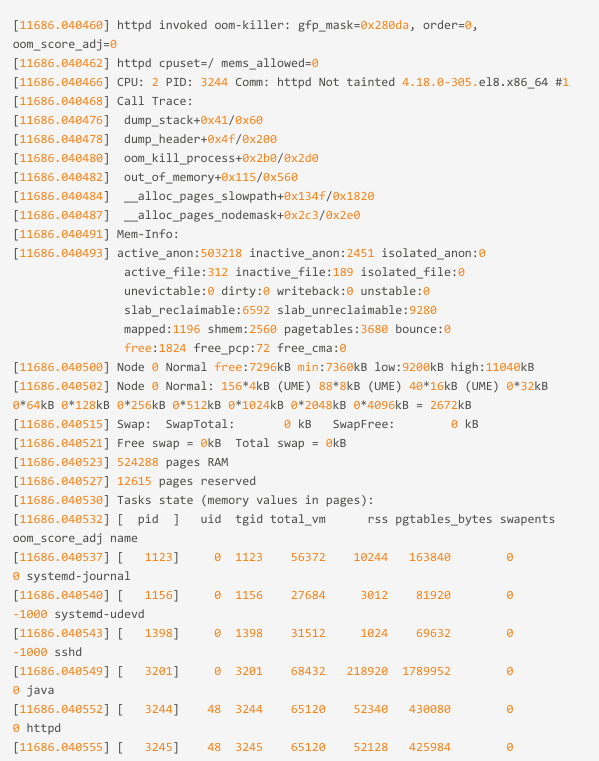 [11686.040460] httpd invoked oom-killer: gfp_mask=0x280da, order=0,
oom_score_adj=0
[11686.040462] httpd cpuset=/ mems_allowed=0
[11686.040466] CPU: 2 PID: 3244 Comm: httpd Not tainted 4.18.0-305.el8.x86_64 #1
[11686.040468] Call Trace:
[11686.040476]  dump_stack+0x41/0x60
[11686.040478]  dump_header+0x4f/0x200
[11686.040480]  oom_kill_process+0x2b0/0x2d0
[11686.040482]  out_of_memory+0x115/0x560
[11686.040484]  __alloc_pages_slowpath+0x134f/0x1820
[11686.040487]  __alloc_pages_nodemask+0x2c3/0x2e0
[11686.040491] Mem-Info:
[11686.040493] active_anon:503218 inactive_anon:2451 isolated_anon:0
                active_file:312 inactive_file:189 isolated_file:0
                unevictable:0 dirty:0 writeback:0 unstable:0
                slab_reclaimable:6592 slab_unreclaimable:9280
                mapped:1196 shmem:2560 pagetables:3680 bounce:0
                free:1824 free_pcp:72 free_cma:0
[11686.040500] Node 0 Normal free:7296kB min:7360kB low:9200kB high:11040kB
[11686.040502] Node 0 Normal: 156*4kB (UME) 88*8kB (UME) 40*16kB (UME) 0*32kB
0*64kB 0*128kB 0*256kB 0*512kB 0*1024kB 0*2048kB 0*4096kB = 2672kB
[11686.040515] Swap:  SwapTotal:       0 kB   SwapFree:        0 kB
[11686.040521] Free swap = 0kB  Total swap = 0kB
[11686.040523] 524288 pages RAM
[11686.040527] 12615 pages reserved
[11686.040530] Tasks state (memory values in pages):
[11686.040532] [  pid  ]   uid  tgid total_vm      rss pgtables_bytes swapents
oom_score_adj name
[11686.040537] [   1123]     0  1123    56372    10244   163840        0
0 systemd-journal
[11686.040540] [   1156]     0  1156    27684     3012    81920        0
-1000 systemd-udevd
[11686.040543] [   1398]     0  1398    31512     1024    69632        0
-1000 sshd
[11686.040549] [   3201]     0  3201    68432   218920  1789952        0
0 java
[11686.040552] [   3244]    48  3244    65120    52340   430080        0
0 httpd
[11686.040555] [   3245]    48  3245    65120    52128   425984        0